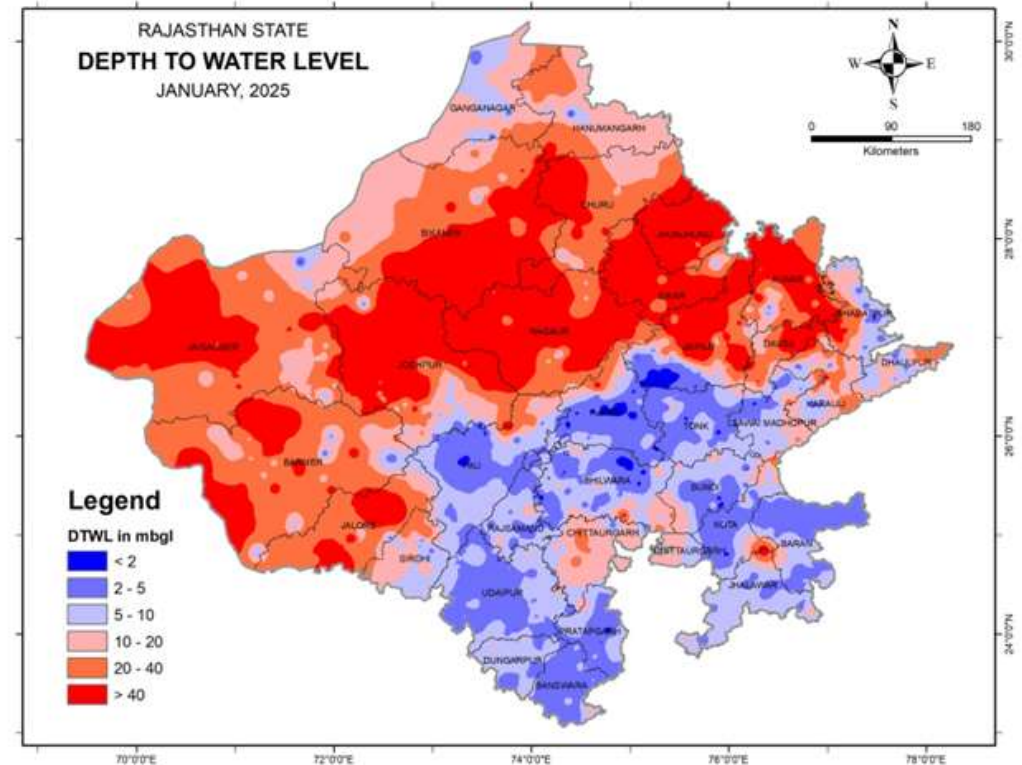 RAJASTHAN STATE
DEPTH TO WATER LEVEL
JANUARY, 2025
N
W E
S
0 90 180
Kilometers
30°0'0"N
28°0'0"N
26°0'0"N
24°0'0"N
GANGANAGAR
HANUMANGARH
CHURU
BIKANER
JHUNJHUNU
SIKAR
ALWAR
BHARATPUR
NAGAUR
JAISALMER
JODHPUR
JAIPUR
DAUSA
DHAULPUR
KARAULI
TONK
SAWAI MADHOPUR
BARMER
PALI
BHILWARA
BUNDI
JALORE
RAJSAMAND
CHITTAURGARH
KOTA
BARAN
SIROHI
CHITTAURGARH
JHALAWAR
UDAIPUR
PRATAPGARH
DUNGARPUR
BANSWARA
Legend
DTWL in mbgl
< 2
2 - 5
5 - 10
10 - 20
20 - 40
> 40
70°0'0"E 72°0'0"E 74°0'0"E 76°0'0"E 78°0'0"E